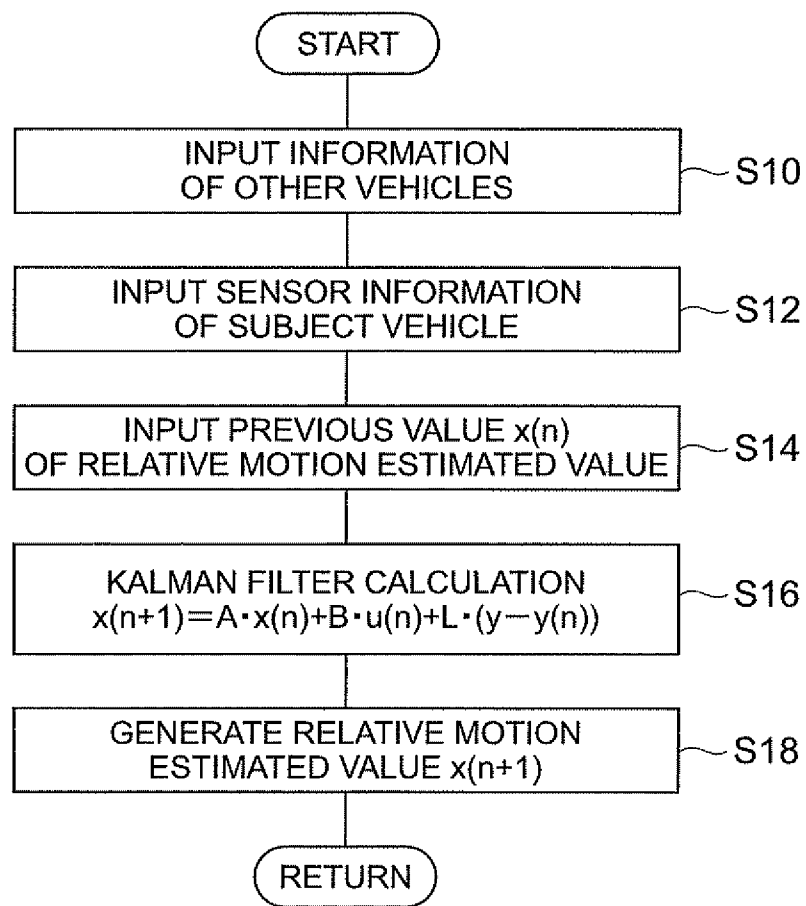 START
INPUT INFORMATION
OF OTHER VEHICLES
S10
INPUT SENSOR INFORMATION
OF SUBJECT VEHICLE
S12
INPUT PREVIOUS VALUE x(n)
OF RELATIVE MOTION ESTIMATED VALUE
S14
KALMAN FILTER CALCULATION
x(n+1)=A·x(n)+B·u(n)+L·(y-y(n))
S16
GENERATE RELATIVE MOTION
ESTIMATED VALUE x(n+1)
S18
RETURN